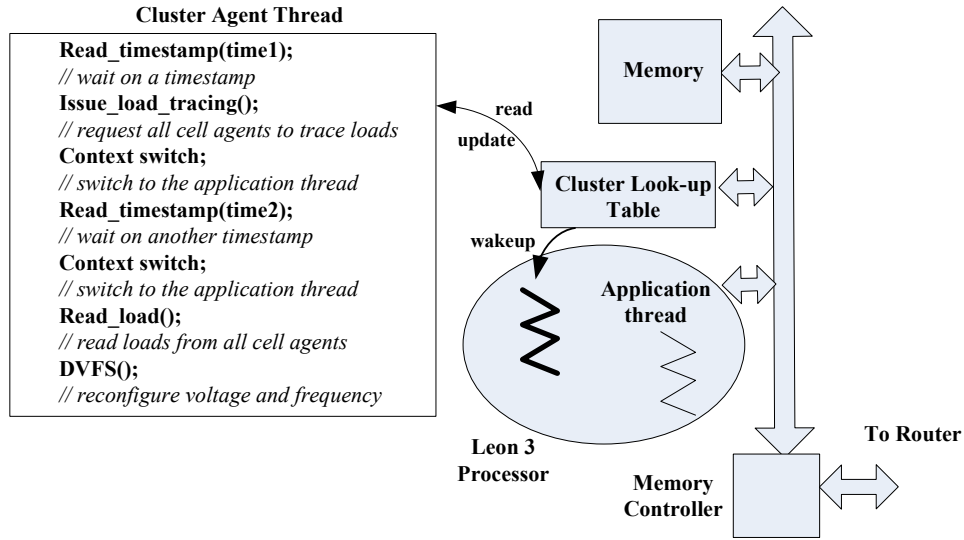 Cluster Agent Thread
Read_timestamp(time1);
// wait on a timestamp
Issue_load_tracing();
// request all cell agents to trace loads
Context switch;
// switch to the application thread
Read_timestamp(time2);
// wait on another timestamp
Context switch;
// switch to the application thread
Read_load();
// read loads from all cell agents
DVFS();
// reconfigure voltage and frequency
read
update
Memory
Cluster Look-up
Table
wakeup
Application
thread
Leon 3
Processor
Memory
Controller
To Router